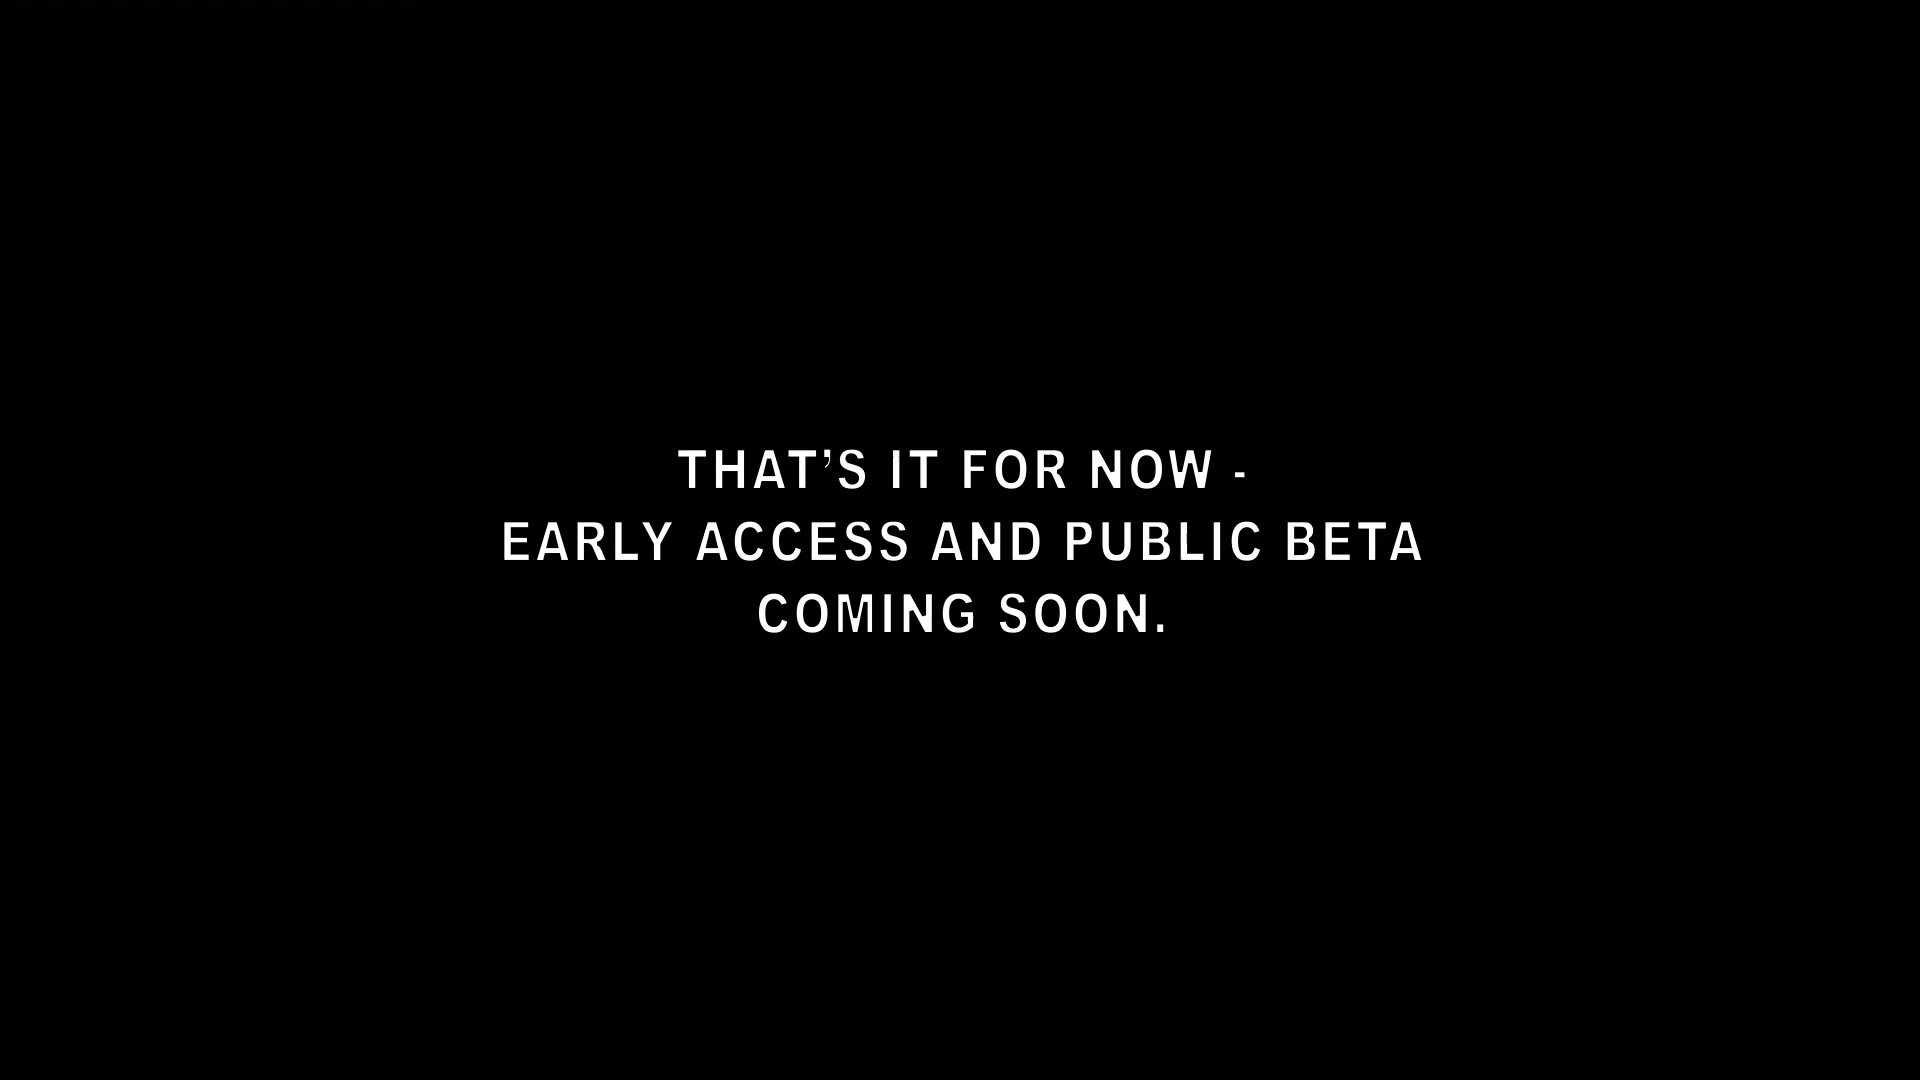 THAT’S IT FOR NOW -
EARLY ACCESS AND PUBLIC BETA
COMING SOON.